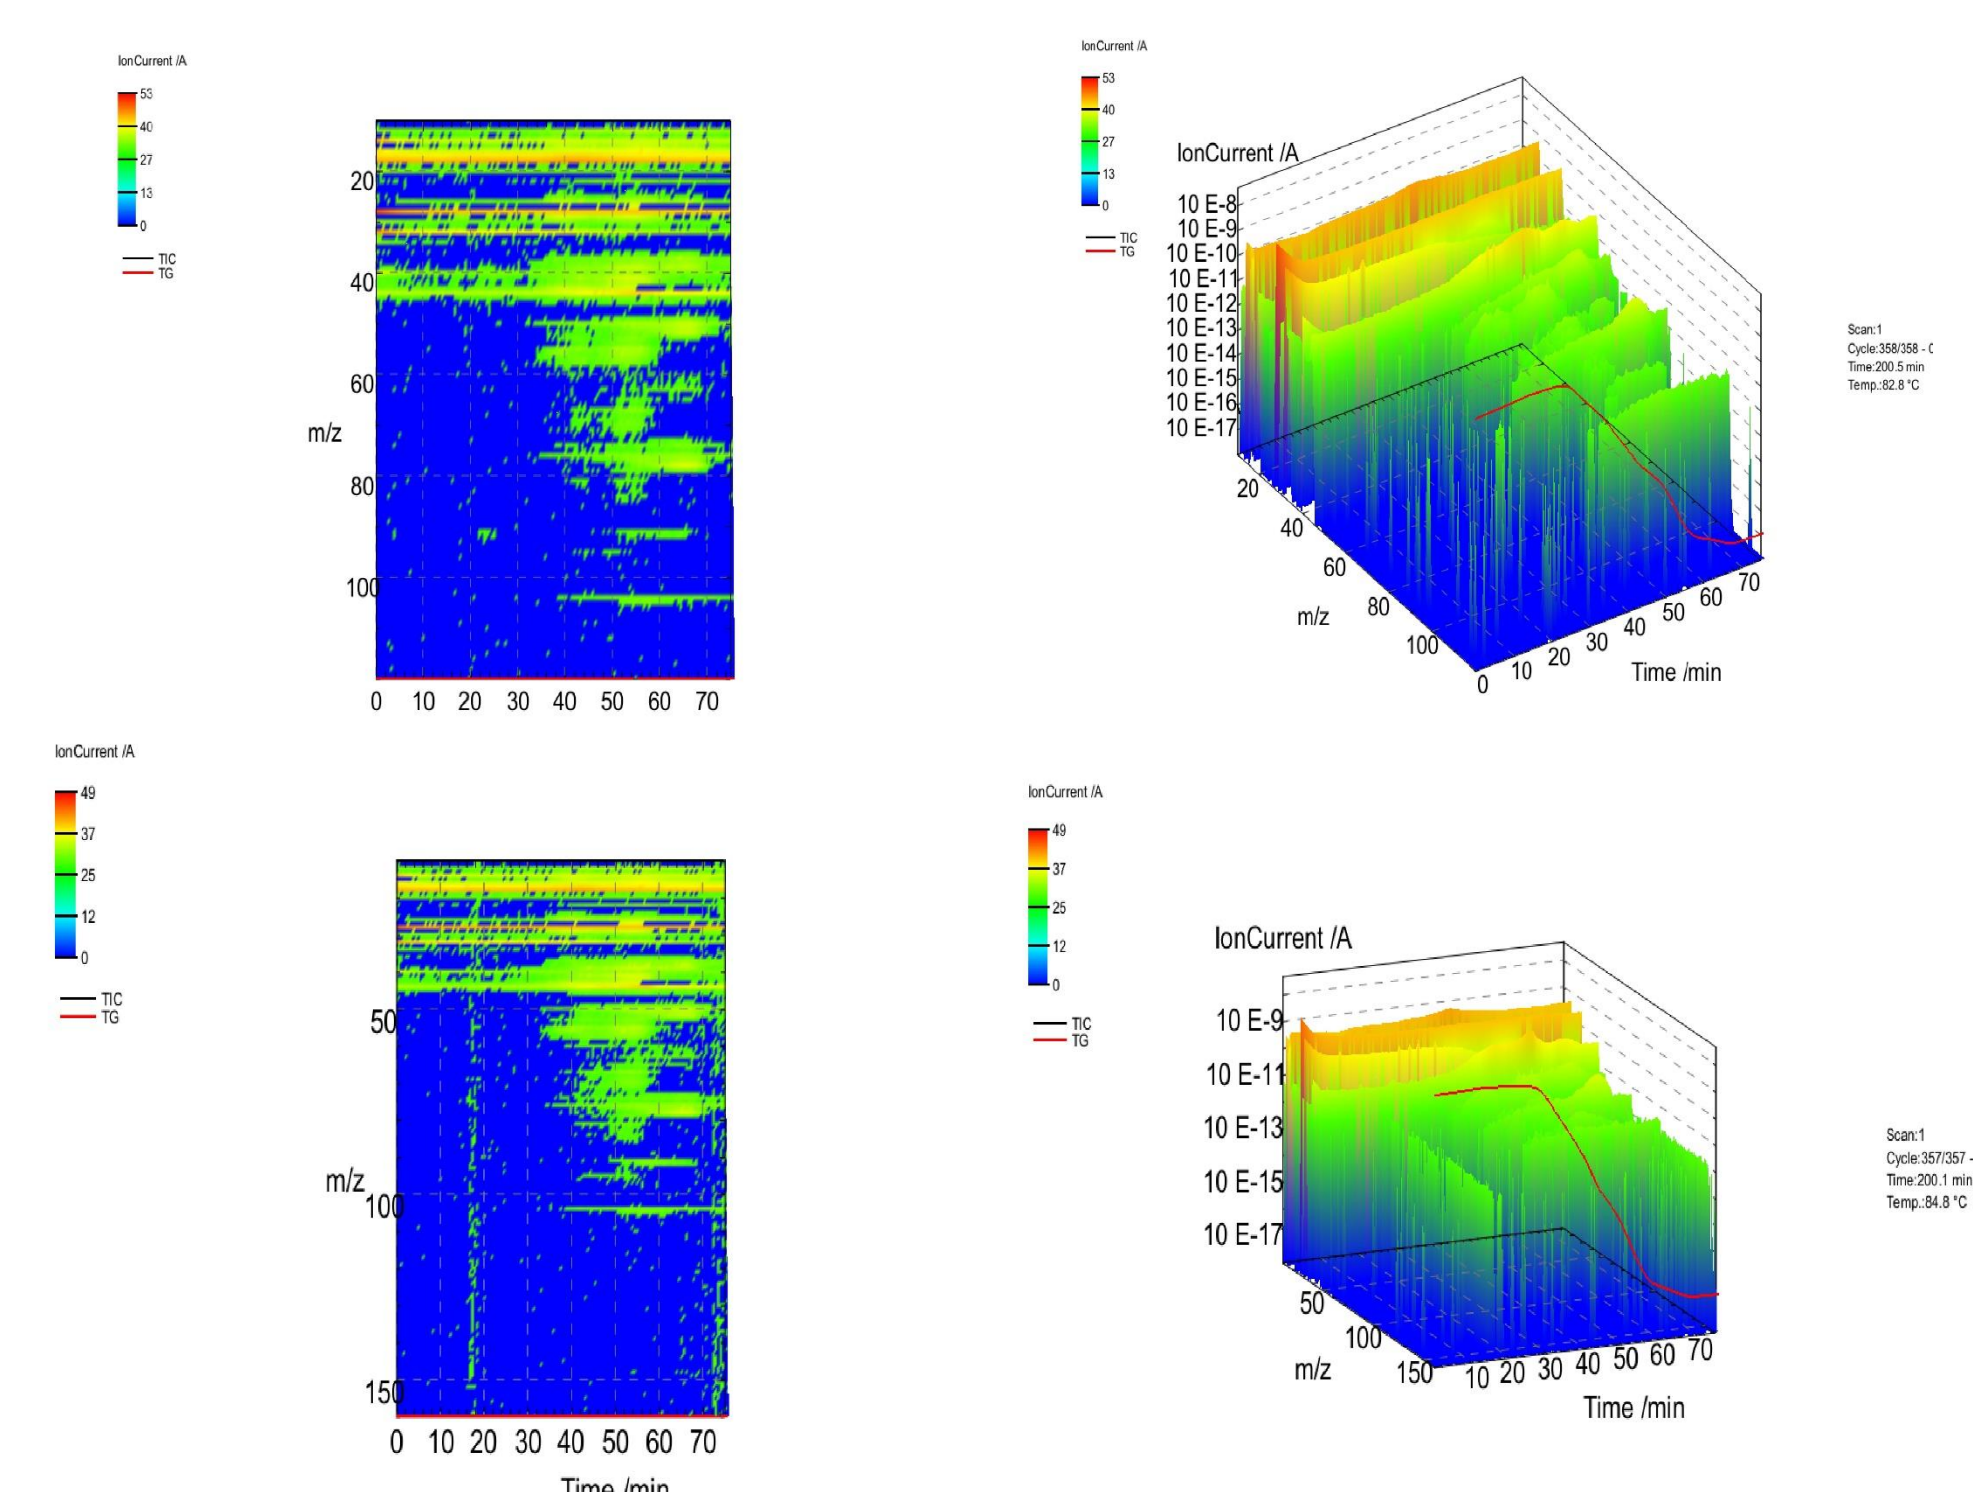 IonCurrent /A
53
40
27
13
0
TIC
TG
20
40
60
m/z
80
100
0 10 20 30 40 50 60 70
IonCurrent /A
53
40
27
13
0
TIC
TG
IonCurrent /A
10 E-8
10 E-9
10 E-10
10 E-11
10 E-12
10 E-13
10 E-14
10 E-15
10 E-16
10 E-17
20
40
60
80
100
m/z
0 10 20 30 40 50 60 70
Time /min
Scan:1
Cycle:358/358 -
Time:200.5 min
Temp.:82.8 °C
IonCurrent /A
49
37
25
12
0
TIC
TG
50
m/z
100
150
0 10 20 30 40 50 60 70
Time /min
IonCurrent /A
49
37
25
12
0
TIC
TG
IonCurrent /A
10 E-9
10 E-11
10 E-13
10 E-15
10 E-17
50
100
150
m/z
10 20 30 40 50 60 70
Time /min
Scan:1
Cycle:357/357 -
Time:200.1 min
Temp.:84.8 °C